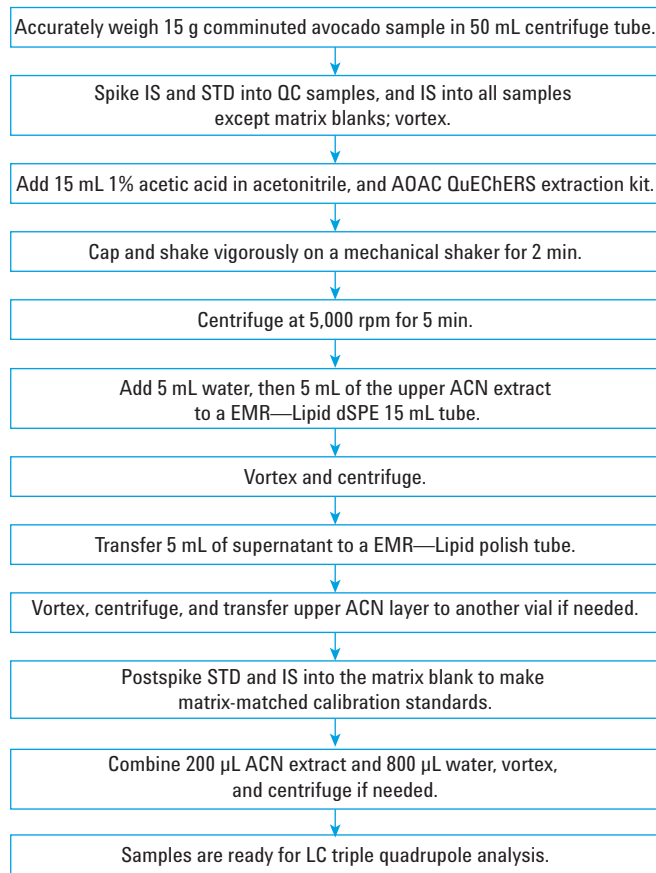 Accurately weigh 15 g comminuted avocado sample in 50 mL centrifuge tube.
Spike IS and STD into QC samples, and IS into all samples
except matrix blanks; vortex.
Add 15 mL 1% acetic acid in acetonitrile, and AOAC QuEChERS extraction kit.
Cap and shake vigorously on a mechanical shaker for 2 min.
Centrifuge at 5,000 rpm for 5 min.
Add 5 mL water, then 5 mL of the upper ACN extract
to a EMR—Lipid dSPE 15 mL tube.
Vortex and centrifuge.
Transfer 5 mL of supernatant to a EMR—Lipid polish tube.
Vortex, centrifuge, and transfer upper ACN layer to another vial if needed.
Postspike STD and IS into the matrix blank to make
matrix-matched calibration standards.
Combine 200 µL ACN extract and 800 µL water, vortex,
and centrifuge if needed.
Samples are ready for LC triple quadrupole analysis.